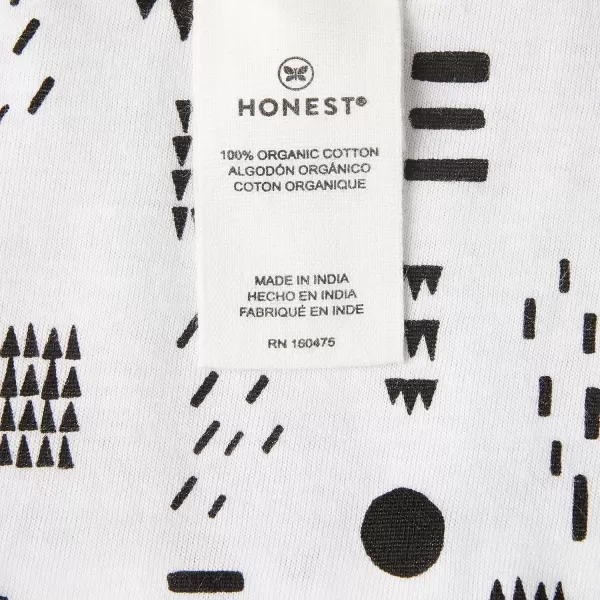 HONEST®
100% ORGANIC COTTON
ALGODÓN ORGÁNICO
COTON ORGANIQUE
MADE IN INDIA
HECHO EN INDIA
FABRIQUÉ EN INDE
RN 160475